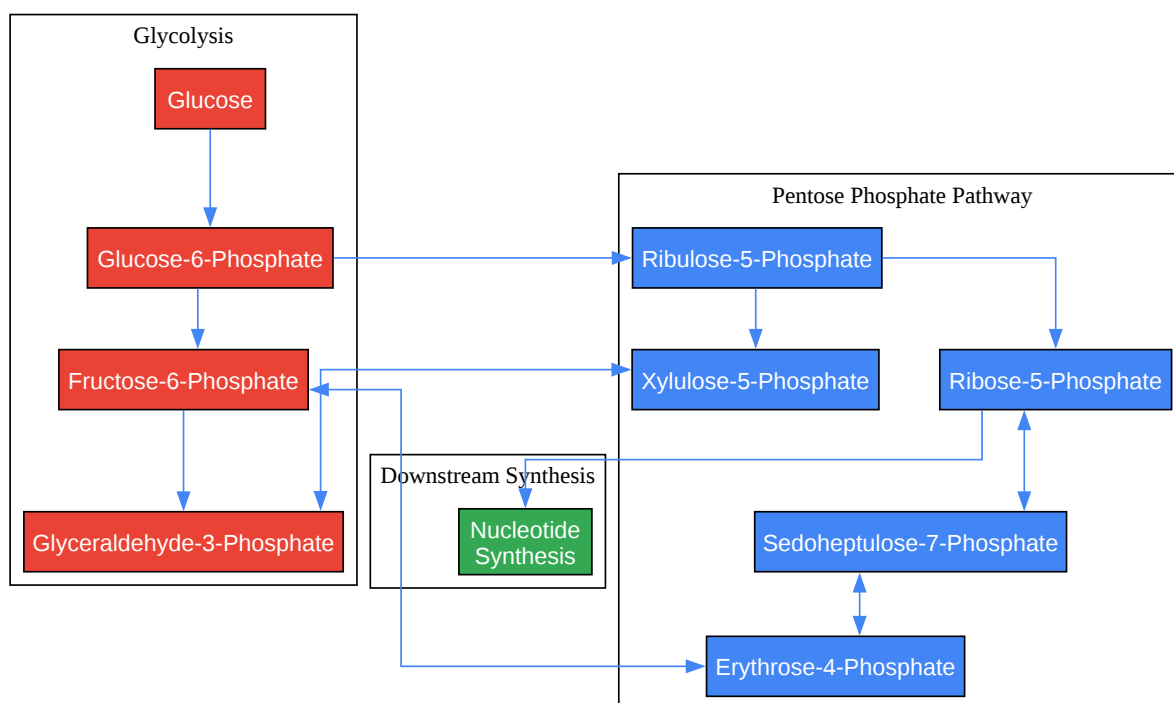 Glycolysis
Glucose
Pentose Phosphate Pathway
Glucose-6-Phosphate
Ribulose-5-Phosphate
Fructose-6-Phosphate
Xylulose-5-Phosphate
Ribose-5-Phosphate
Downstream Synthesis
Glyceraldehyde-3-Phosphate
Nucleotide
Synthesis
Sedoheptulose-7-Phosphate
Erythrose-4-Phosphate